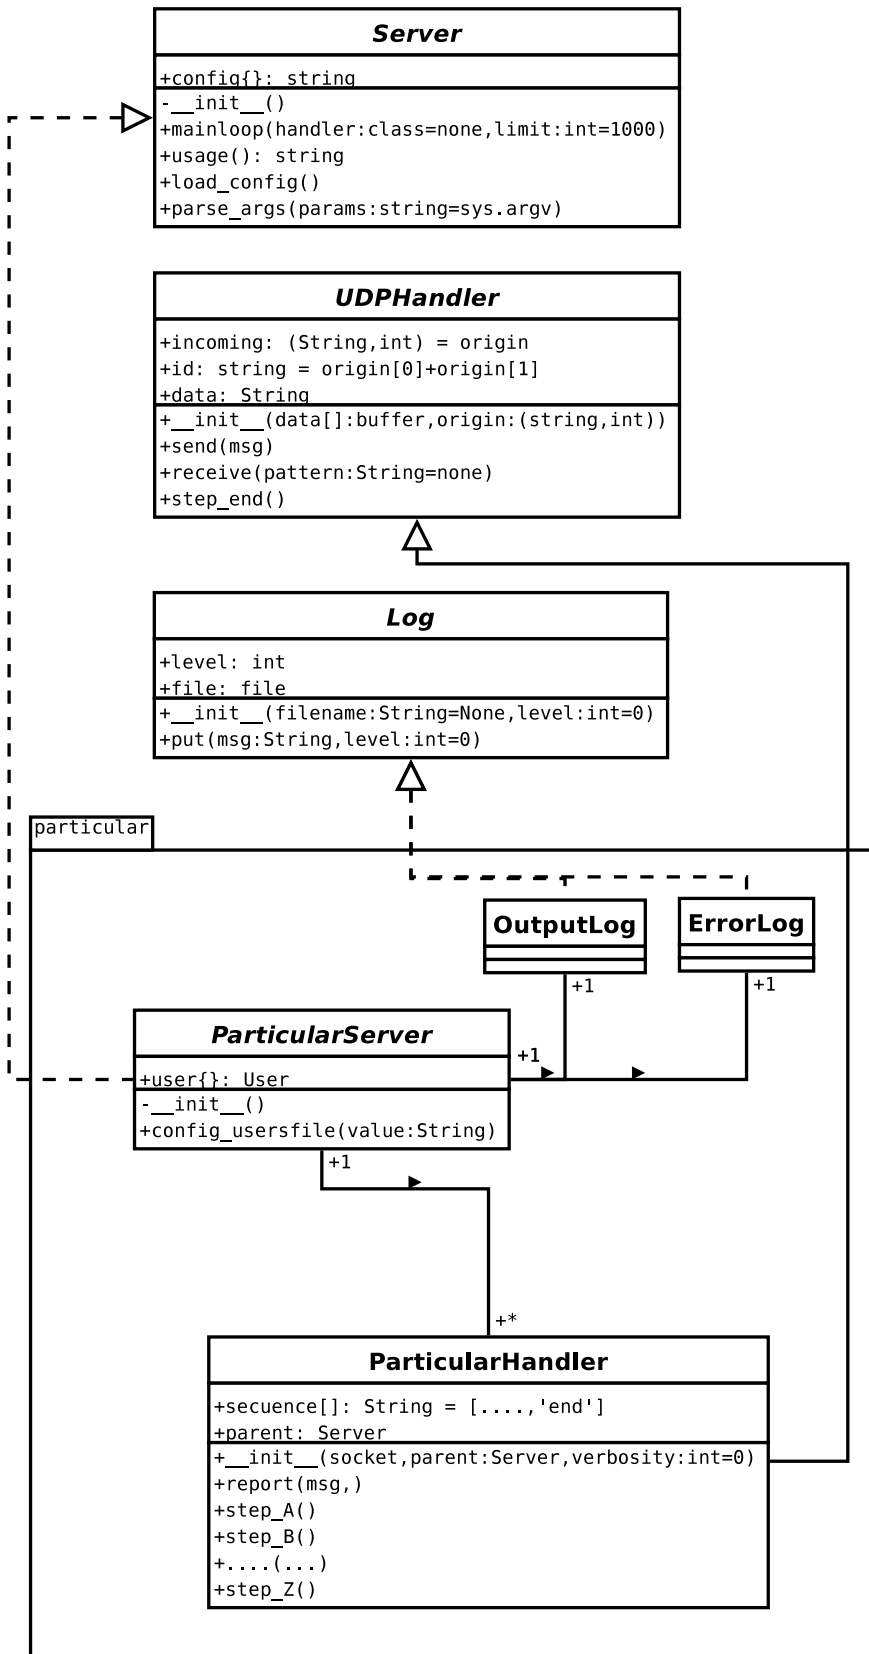 Server
+config{}: string
-__init__()
+mainloop(handler:class=none,limit:int=1000)
+usage(): string
+load_config()
+parse_args(params:string=sys.argv)
UDPHandler
+incoming: (String,int) = origin
+id: string = origin[0]+origin[1]
+data: String
+__init__(data[]:buffer,origin:(string,int))
+send(msg)
+receive(pattern:String=none)
+step_end()
Log
+level: int
+file: file
+__init__(filename:String=None,level:int=0)
+put(msg:String,level:int=0)
particular
OutputLog
ErrorLog
+1
+1
ParticularServer
+1
+user{}: User
-__init__()
+config_usersfile(value:String)
+1
+*
ParticularHandler
+secuence[]: String = [....,'end']
+parent: Server
+__init__(socket,parent:Server,verbosity:int=0)
+report(msg,)
+step_A()
+step_B()
+....(...)
+step_Z()